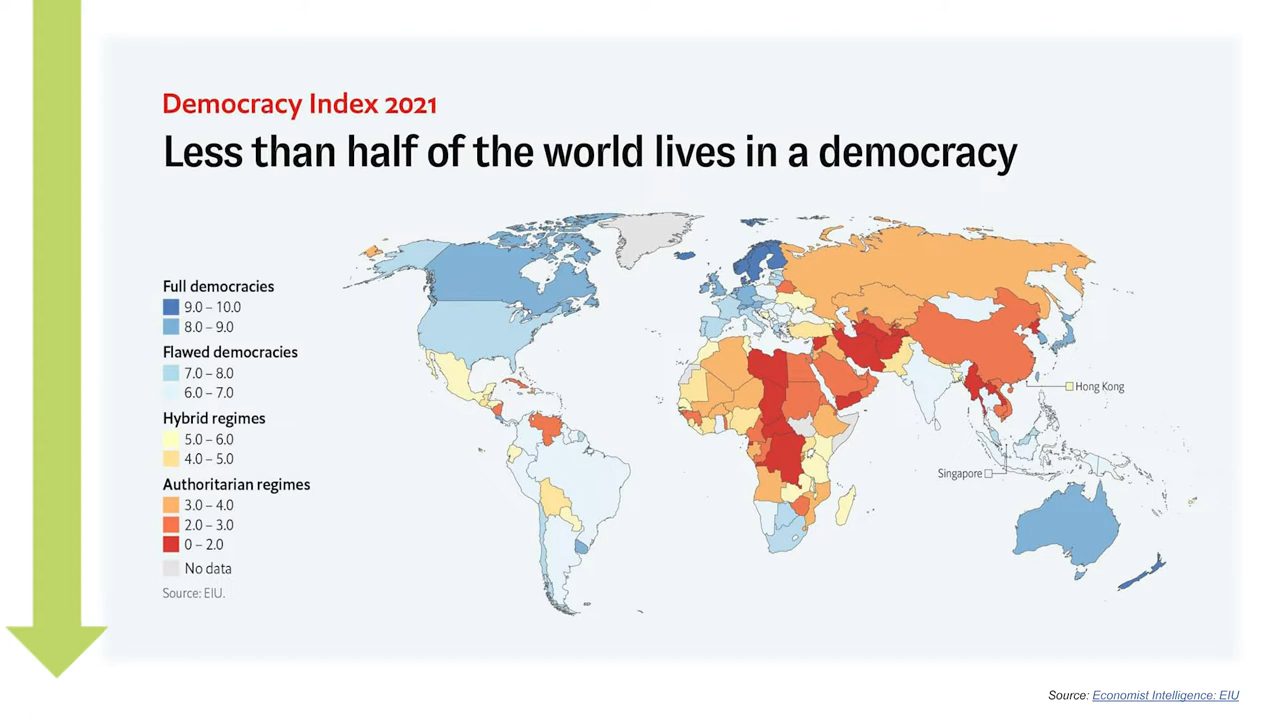 Democracy Index 2021
Less than half of the world lives in a democracy
Full democracies
9.0 – 10.0
8.0 – 9.0
Flawed democracies
7.0 – 8.0
6.0 – 7.0
Hybrid regimes
5.0 – 6.0
4.0 – 5.0
Authoritarian regimes
3.0 – 4.0
2.0 – 3.0
0 – 2.0
No data
Source: EIU.
Hong Kong
Singapore
Source: Economist Intelligence: EIU